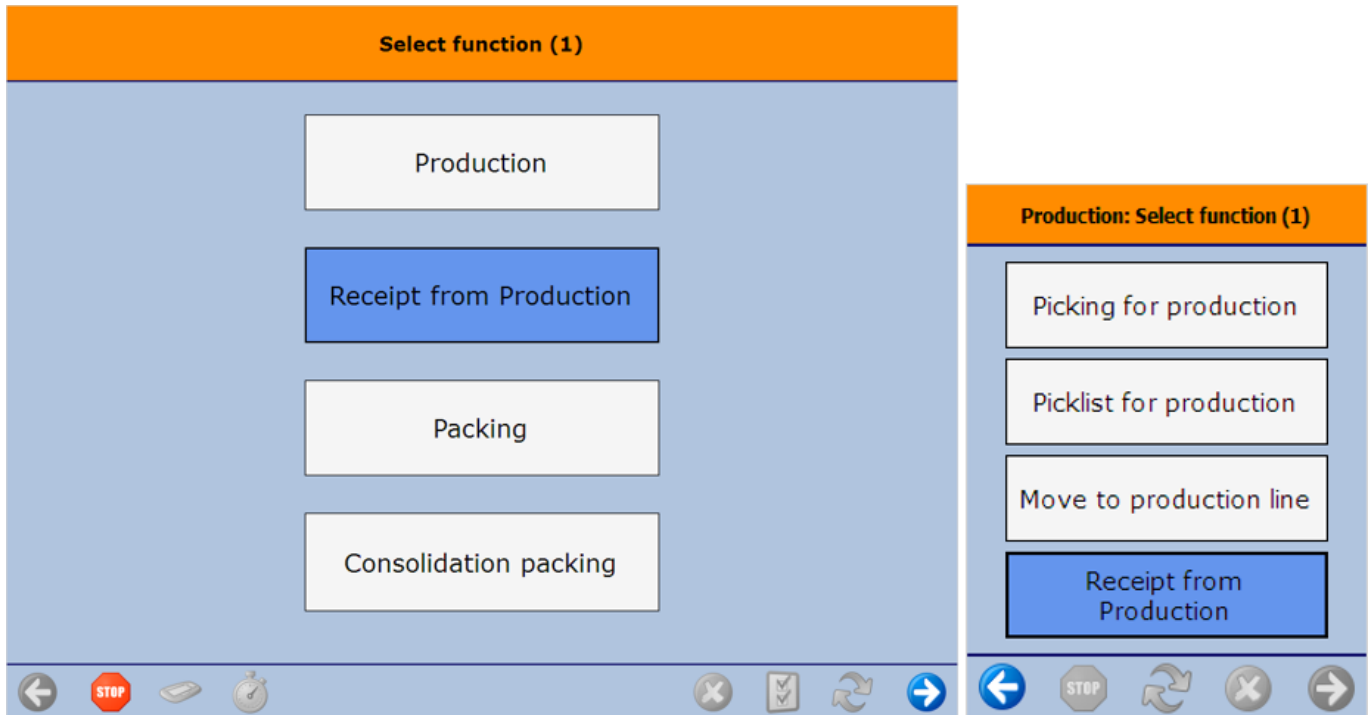 Select function (1)
Production
Receipt from Production
Packing
Consolidation packing
STOP
Production: Select function (1)
Picking for production
Picklist for production
Move to production line
Receipt from
Production
STOP